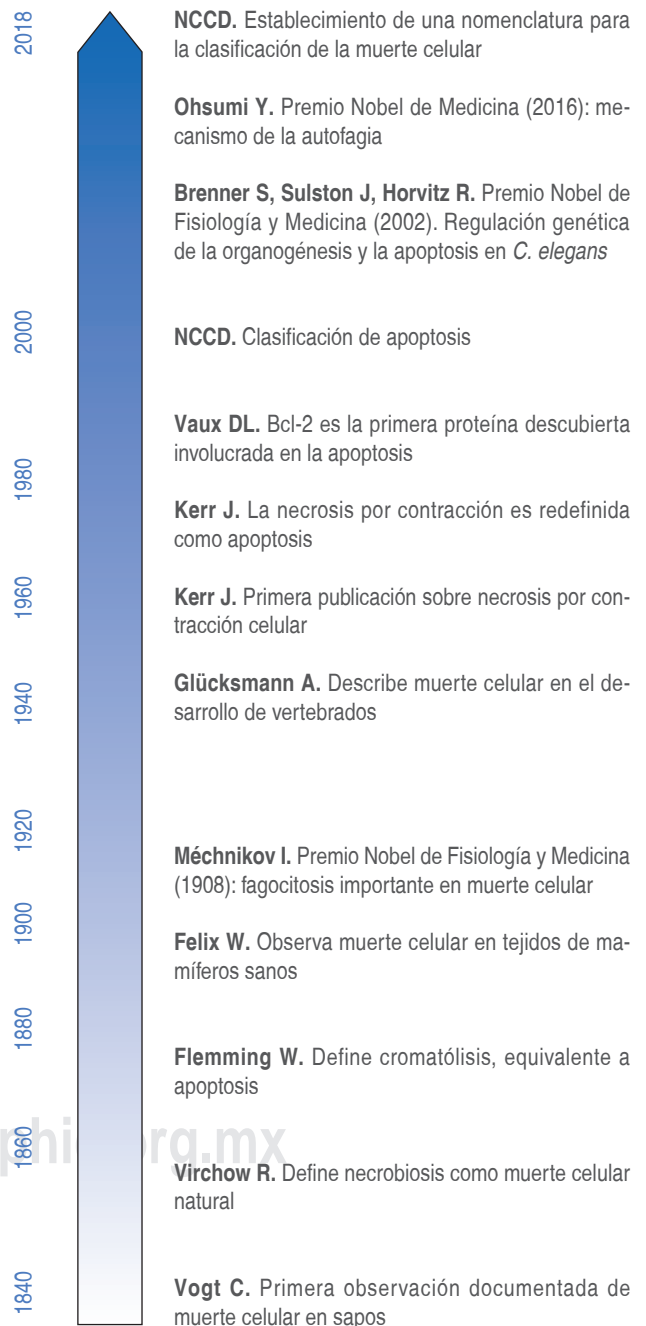 2018
NCCD. Establecimiento de una nomenclatura para
la clasificación de la muerte celular
Ohsumi Y. Premio Nobel de Medicina (2016): me-
canismo de la autofagia
Brenner S, Sulston J, Horvitz R. Premio Nobel de
Fisiología y Medicina (2002). Regulación genética
de la organogénesis y la apoptosis en C. elegans
2000
NCCD. Clasificación de apoptosis
Vaux DL. Bcl-2 es la primera proteína descubierta
involucrada en la apoptosis
1980
Kerr J. La necrosis por contracción es redefinida
como apoptosis
1960
Kerr J. Primera publicación sobre necrosis por con-
tracción celular
1940
Glücksmann A. Describe muerte celular en el de-
sarrollo de vertebrados
1920
Méchnikov I. Premio Nobel de Fisiología y Medicina
(1908): fagocitosis importante en muerte celular
1900
Felix W. Observa muerte celular en tejidos de ma-
míferos sanos
1880
Flemming W. Define cromatólisis, equivalente a
apoptosis
1860
Virchow R. Define necrobiosis como muerte celular
natural
1840
Vogt C. Primera observación documentada de
muerte celular en sapos